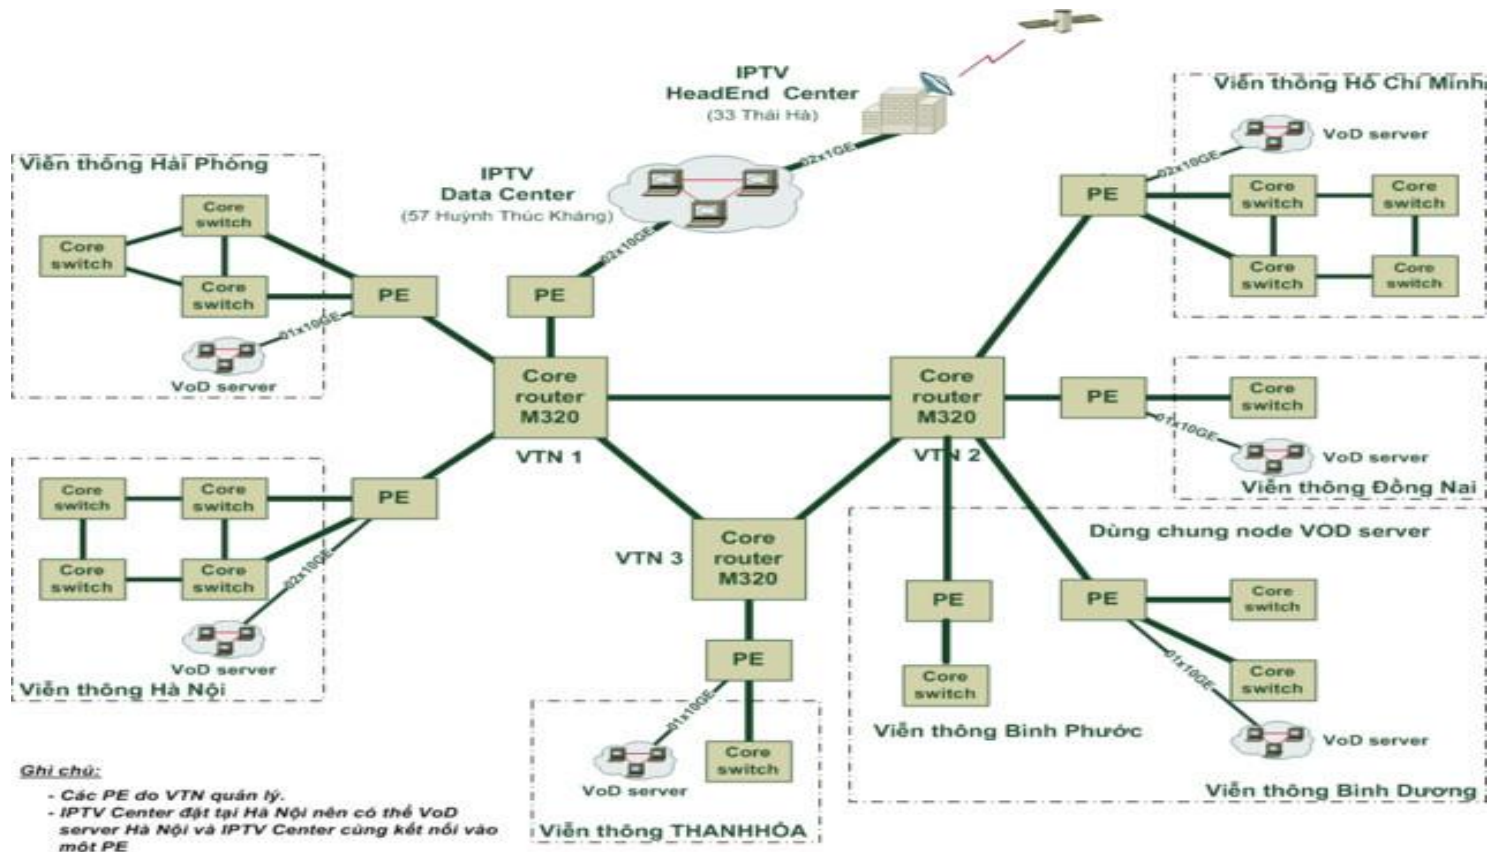 IPTV
HeadEnd Center
(33 Thái Hà)
02x1GE
IPTV
Data Center
(57 Huỳnh Thúc Kháng)
02x10GE
PE
Viễn thông Hải Phòng
Core
switch
Core
switch
Core
switch
PE
01x10GE
VoD server
Viễn thông Hồ Chí Minh
VoD server
02x10GE
PE
Core
switch
Core
switch
Core
switch
Core
switch
Core
router
M320
VTN 1
Core
router
M320
VTN 2
PE
Core
switch
01x10GE
VoD server
Viễn thông Đồng Nai
Core
switch
Core
switch
PE
Core
switch
Core
switch
02x10GE
VoD server
Viễn thông Hà Nội
VTN 3
Core
router
M320
PE
01x10GE
Core
switch
VoD server
Viễn thông THANHHÓA
Dùng chung node VOD server
PE
Core
switch
Viễn thông Bình Phước
PE
Core
switch
Core
switch
01x10GE
VoD server
Viễn thông Bình Dương
Ghi chú:
- Các PE do VTN quản lý.
- IPTV Center đặt tại Hà Nội nên có thể VoD
server Hà Nội và IPTV Center cùng kết nối vào
một PE